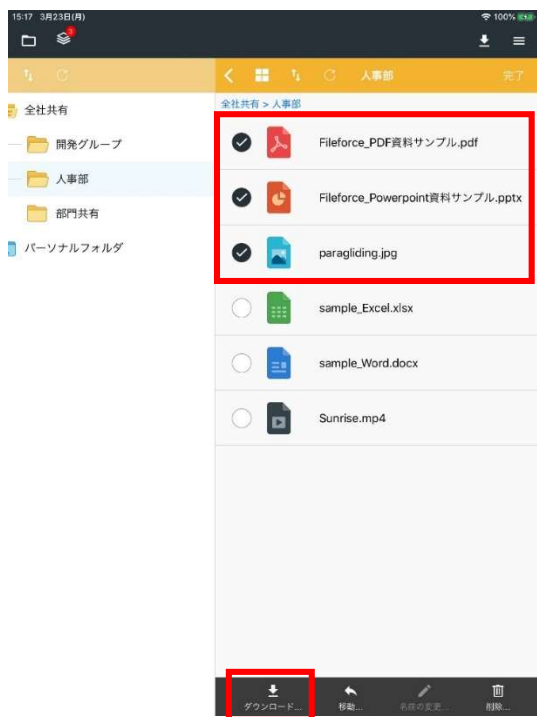 15:17 3月23日(月)
100%
3
人事部
完了
全社共有
開発グループ
人事部
部門共有
パーソナルフォルダ
全社共有 > 人事部
Fileforce_PDF資料サンプル.pdf
Fileforce_Powerpoint資料サンプル.pptx
paragliding.jpg
sample_Excel.xlsx
sample_Word.docx
Sunrise.mp4
ダウンロード...
移動...
名前の変更...
削除...